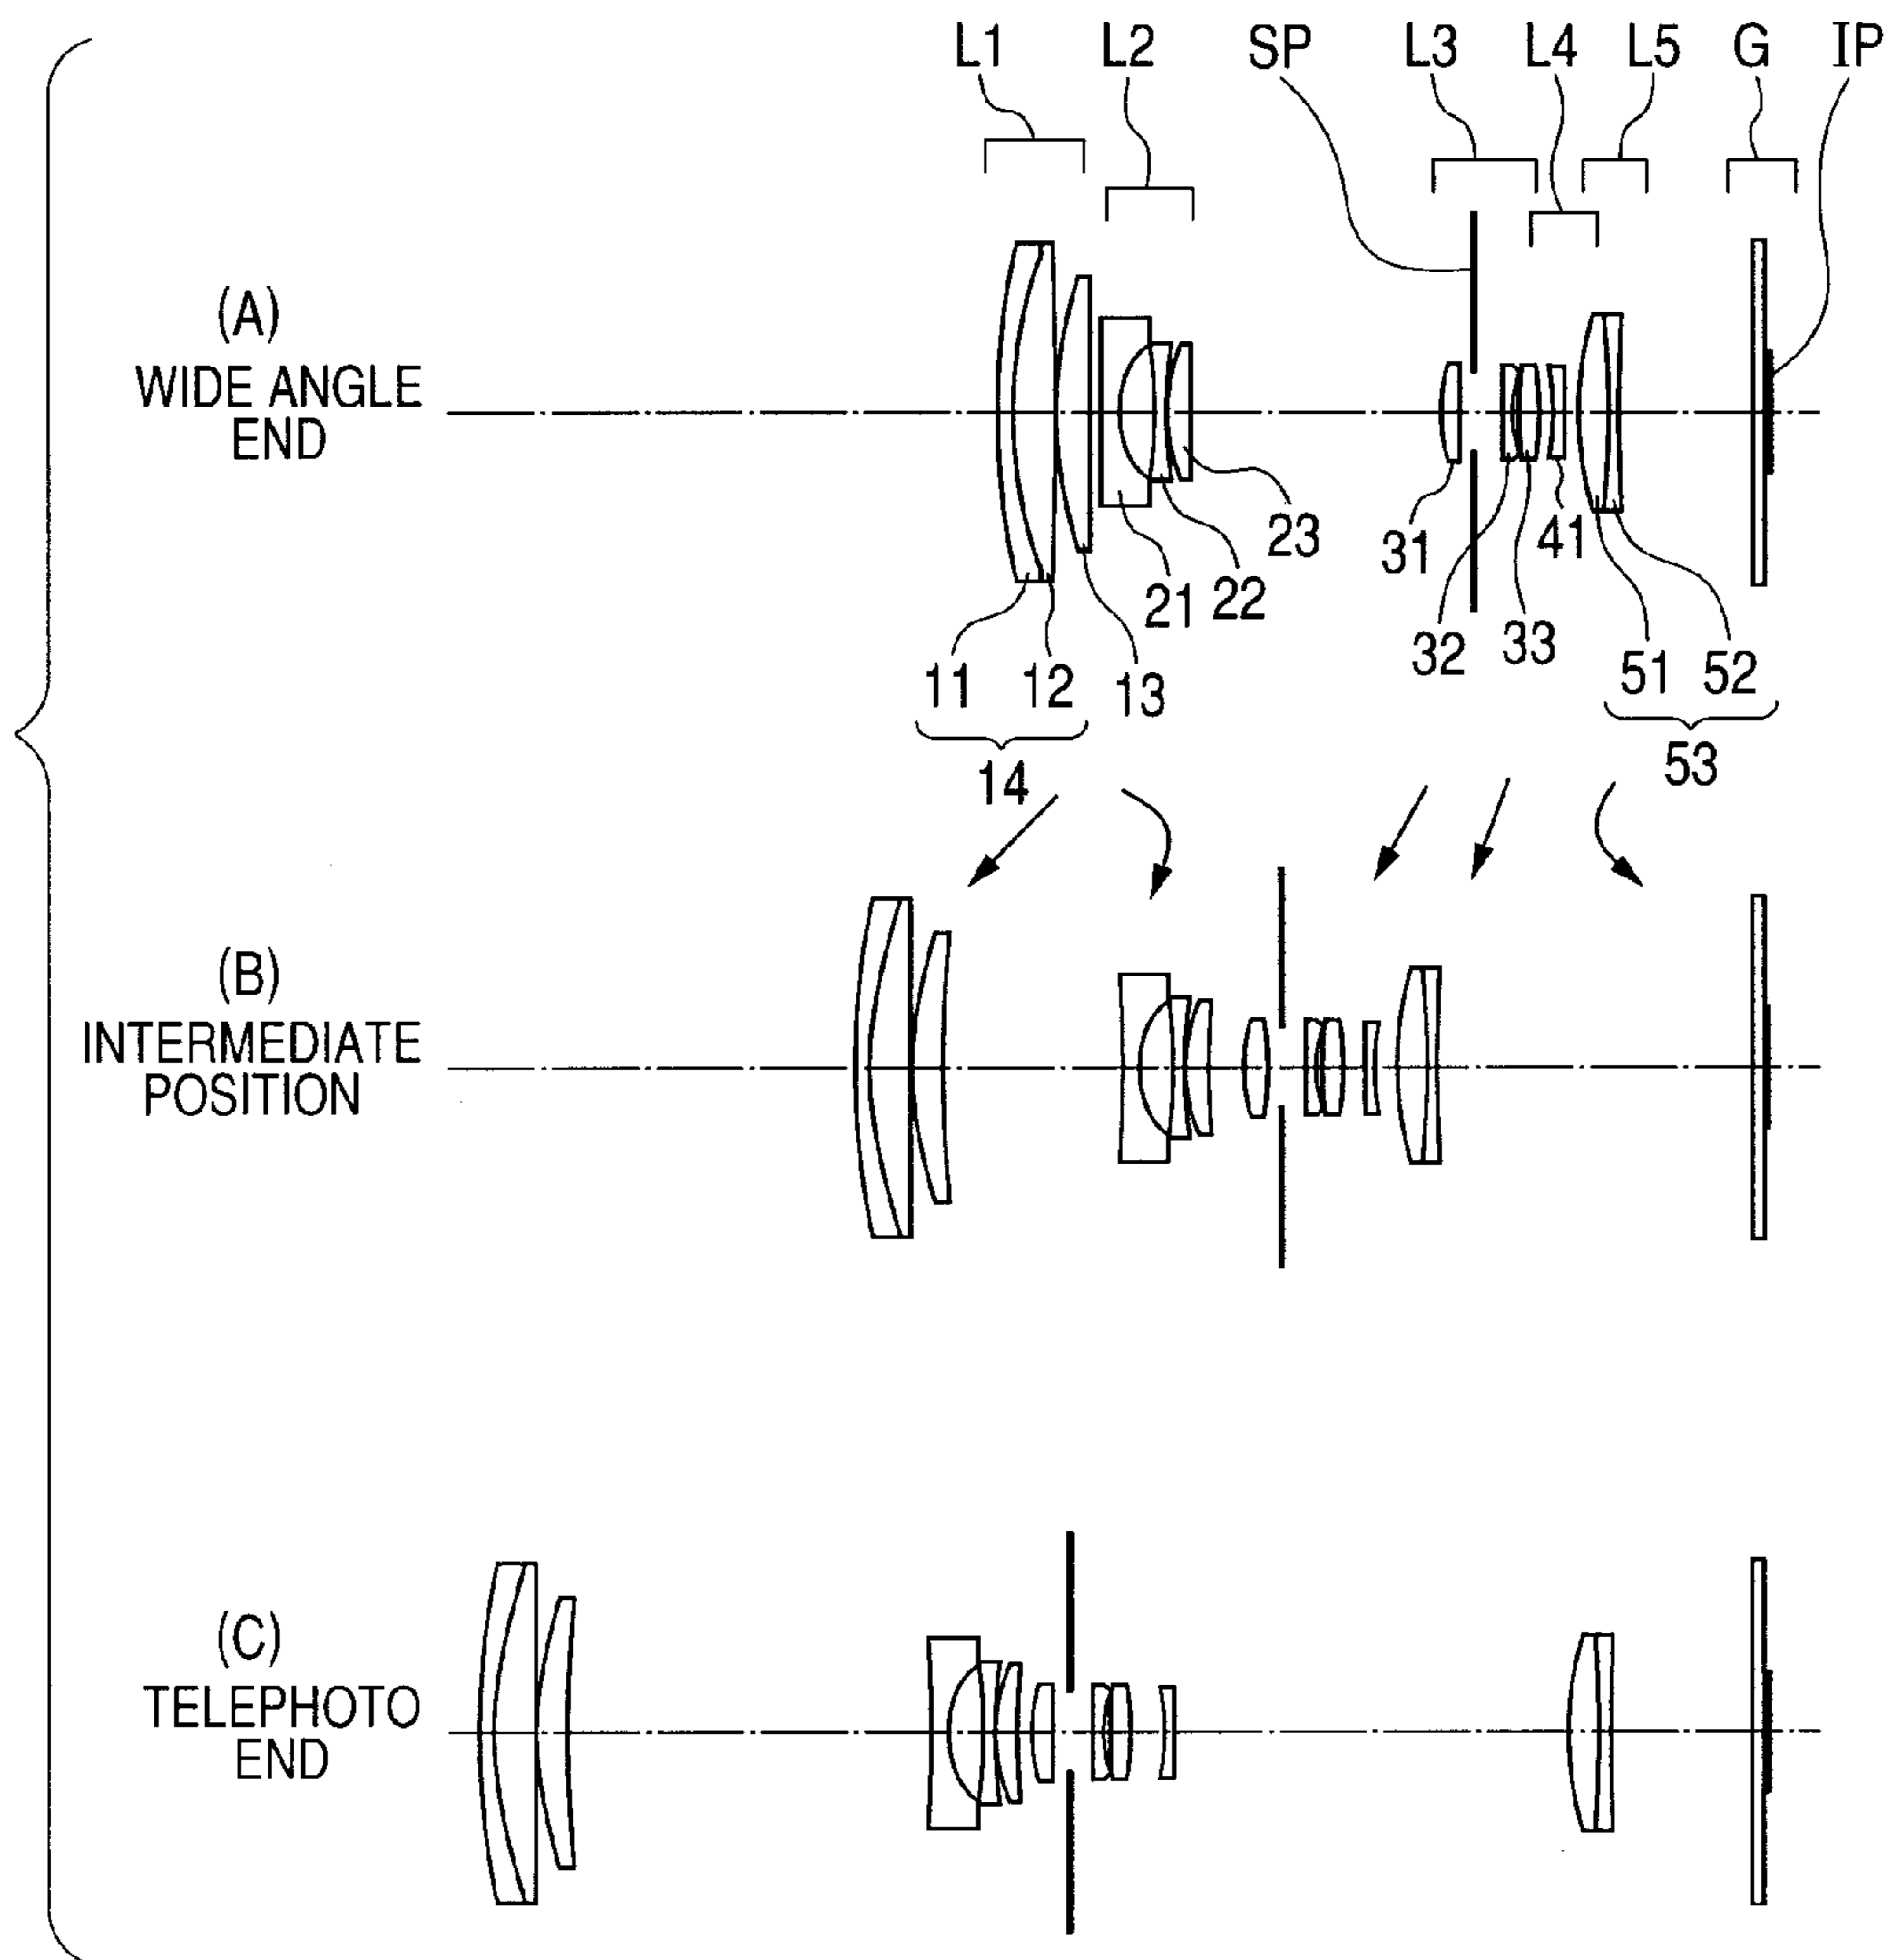 L1 L2 SP L3 L4 L5 G IP
(A)
WIDE ANGLE
END
23
31
41
21
22
32
33
51
52
11
12
13
53
14
(B)
INTERMEDIATE
POSITION
(C)
TELEPHOTO
END